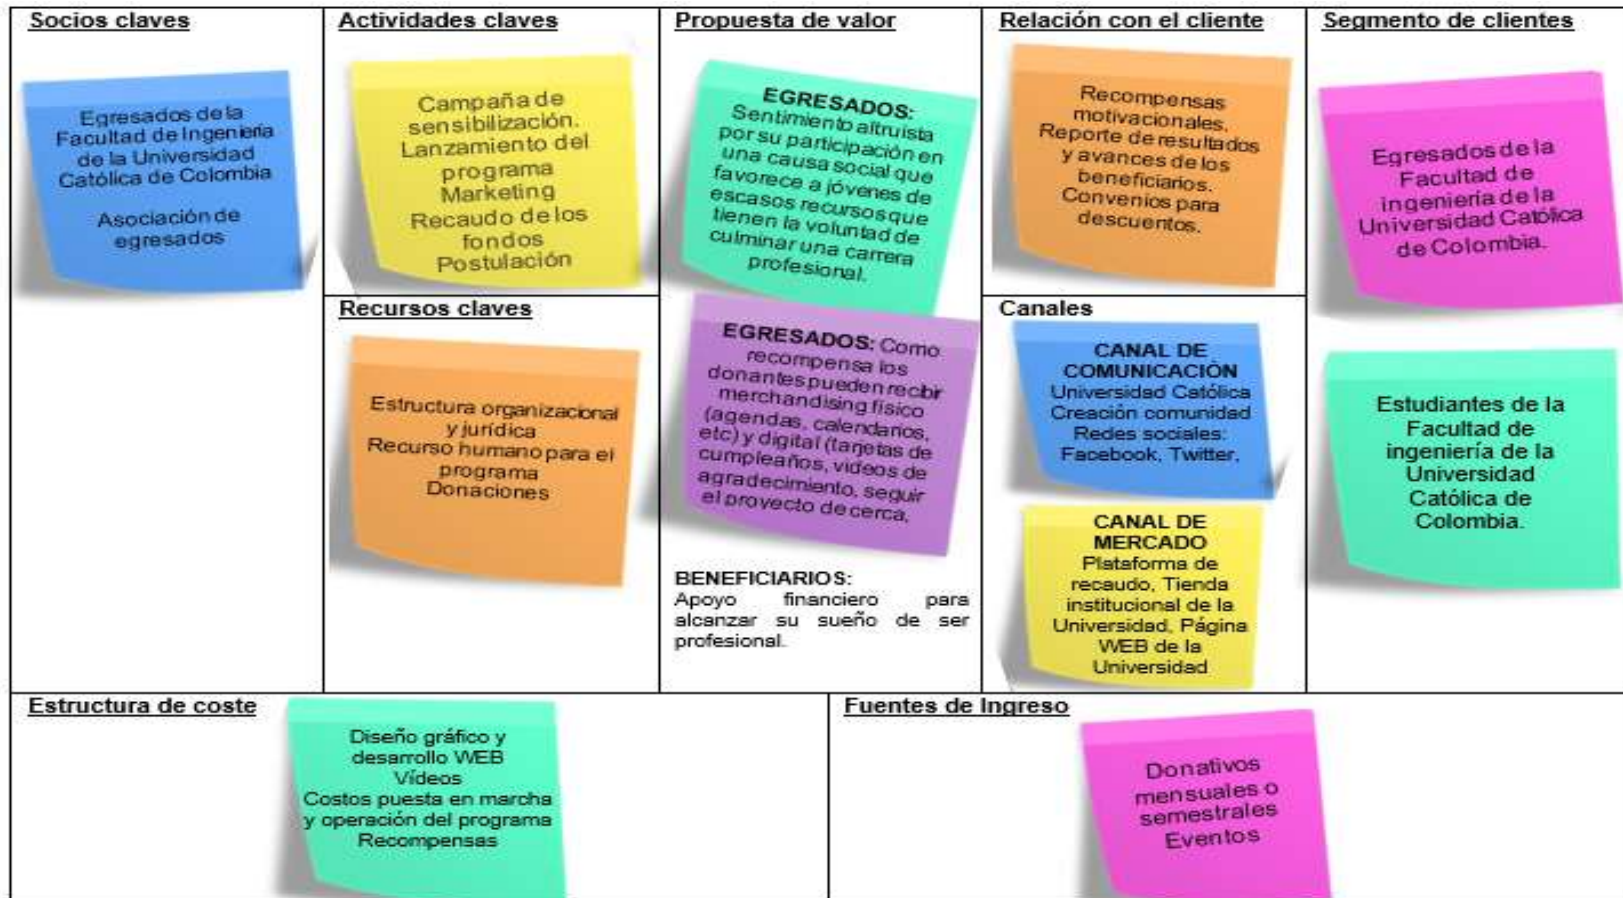 Socios claves
Egresados de la
Facultad de Ingeniería
de la Universidad
Católica de Colombia
Asociación de
egresados
Actividades claves
Campaña de
sensibilización.
Lanzamiento del
programa
Marketing
Recaudo de los
fondos
Postulación
Recursos claves
Estructura organizacional
y jurídica
Recurso humano para el
programa
Donaciones
Propuesta de valor
EGRESADOS:
Sentimiento altruista
por su participación en
una causa social que
favorece a jóvenes de
escasos recursos que
tienen la voluntad de
culminar una carrera
profesional.
EGRESADOS: Como
recompensa los
donantes pueden recibir
merchandising físico
(agendas, calendarios,
etc) y digital (tarjetas de
cumpleaños, videos de
agradecimiento, seguir
el proyecto de cerca,
BENEFICIARIOS:
Apoyo financiero para
alcanzar su sueño de ser
profesional.
Relación con el cliente
Recompensas
motivacionales,
Reporte de resultados
y avances de los
beneficiarios.
Convenios para
descuentos.
Canales
CANAL DE
COMUNICACIÓN
Universidad Católica
Creación comunidad
Redes sociales:
Facebook, Twitter,
CANAL DE
MERCADO
Plataforma de
recaudo, Tienda
institucional de la
Universidad, Página
WEB de la
Universidad
Segmento de clientes
Egresados de la
Facultad de
ingeniería de la
Universidad Católica
de Colombia.
Estudiantes de la
Facultad de
ingeniería de la
Universidad
Católica de
Colombia.
Estructura de coste
Diseño gráfico y
desarrollo WEB
Vídeos
Costos puesta en marcha
y operación del programa
Recompensas
Fuentes de Ingreso
Donativos
mensuales o
semestrales
Eventos